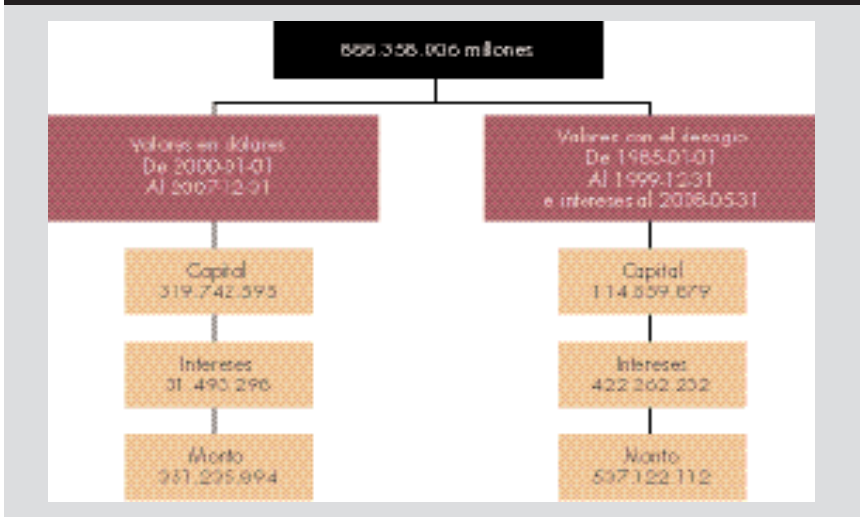 888.358.006 millones
Valores en dólares
De 2000-01-01
Al 2007-12-31
Valores con el desagio
De 1985-01-01
Al 1999-12-31
e intereses al 2008-05-31
Capital
319.742.595
Capital
114.859.879
Intereses
31.493.298
Intereses
422.262.232
Monto
351.235.894
Monto
537.122.112